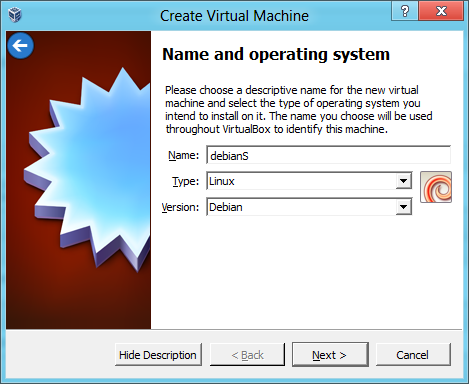 Create Virtual Machine
?
X
Name and operating system
Please choose a descriptive name for the new virtual
machine and select the type of operating system you
intend to install on it. The name you choose will be used
throughout VirtualBox to identify this machine.
Name: debianS
Type: Linux
Version: Debian
Hide Description < Back Next > Cancel